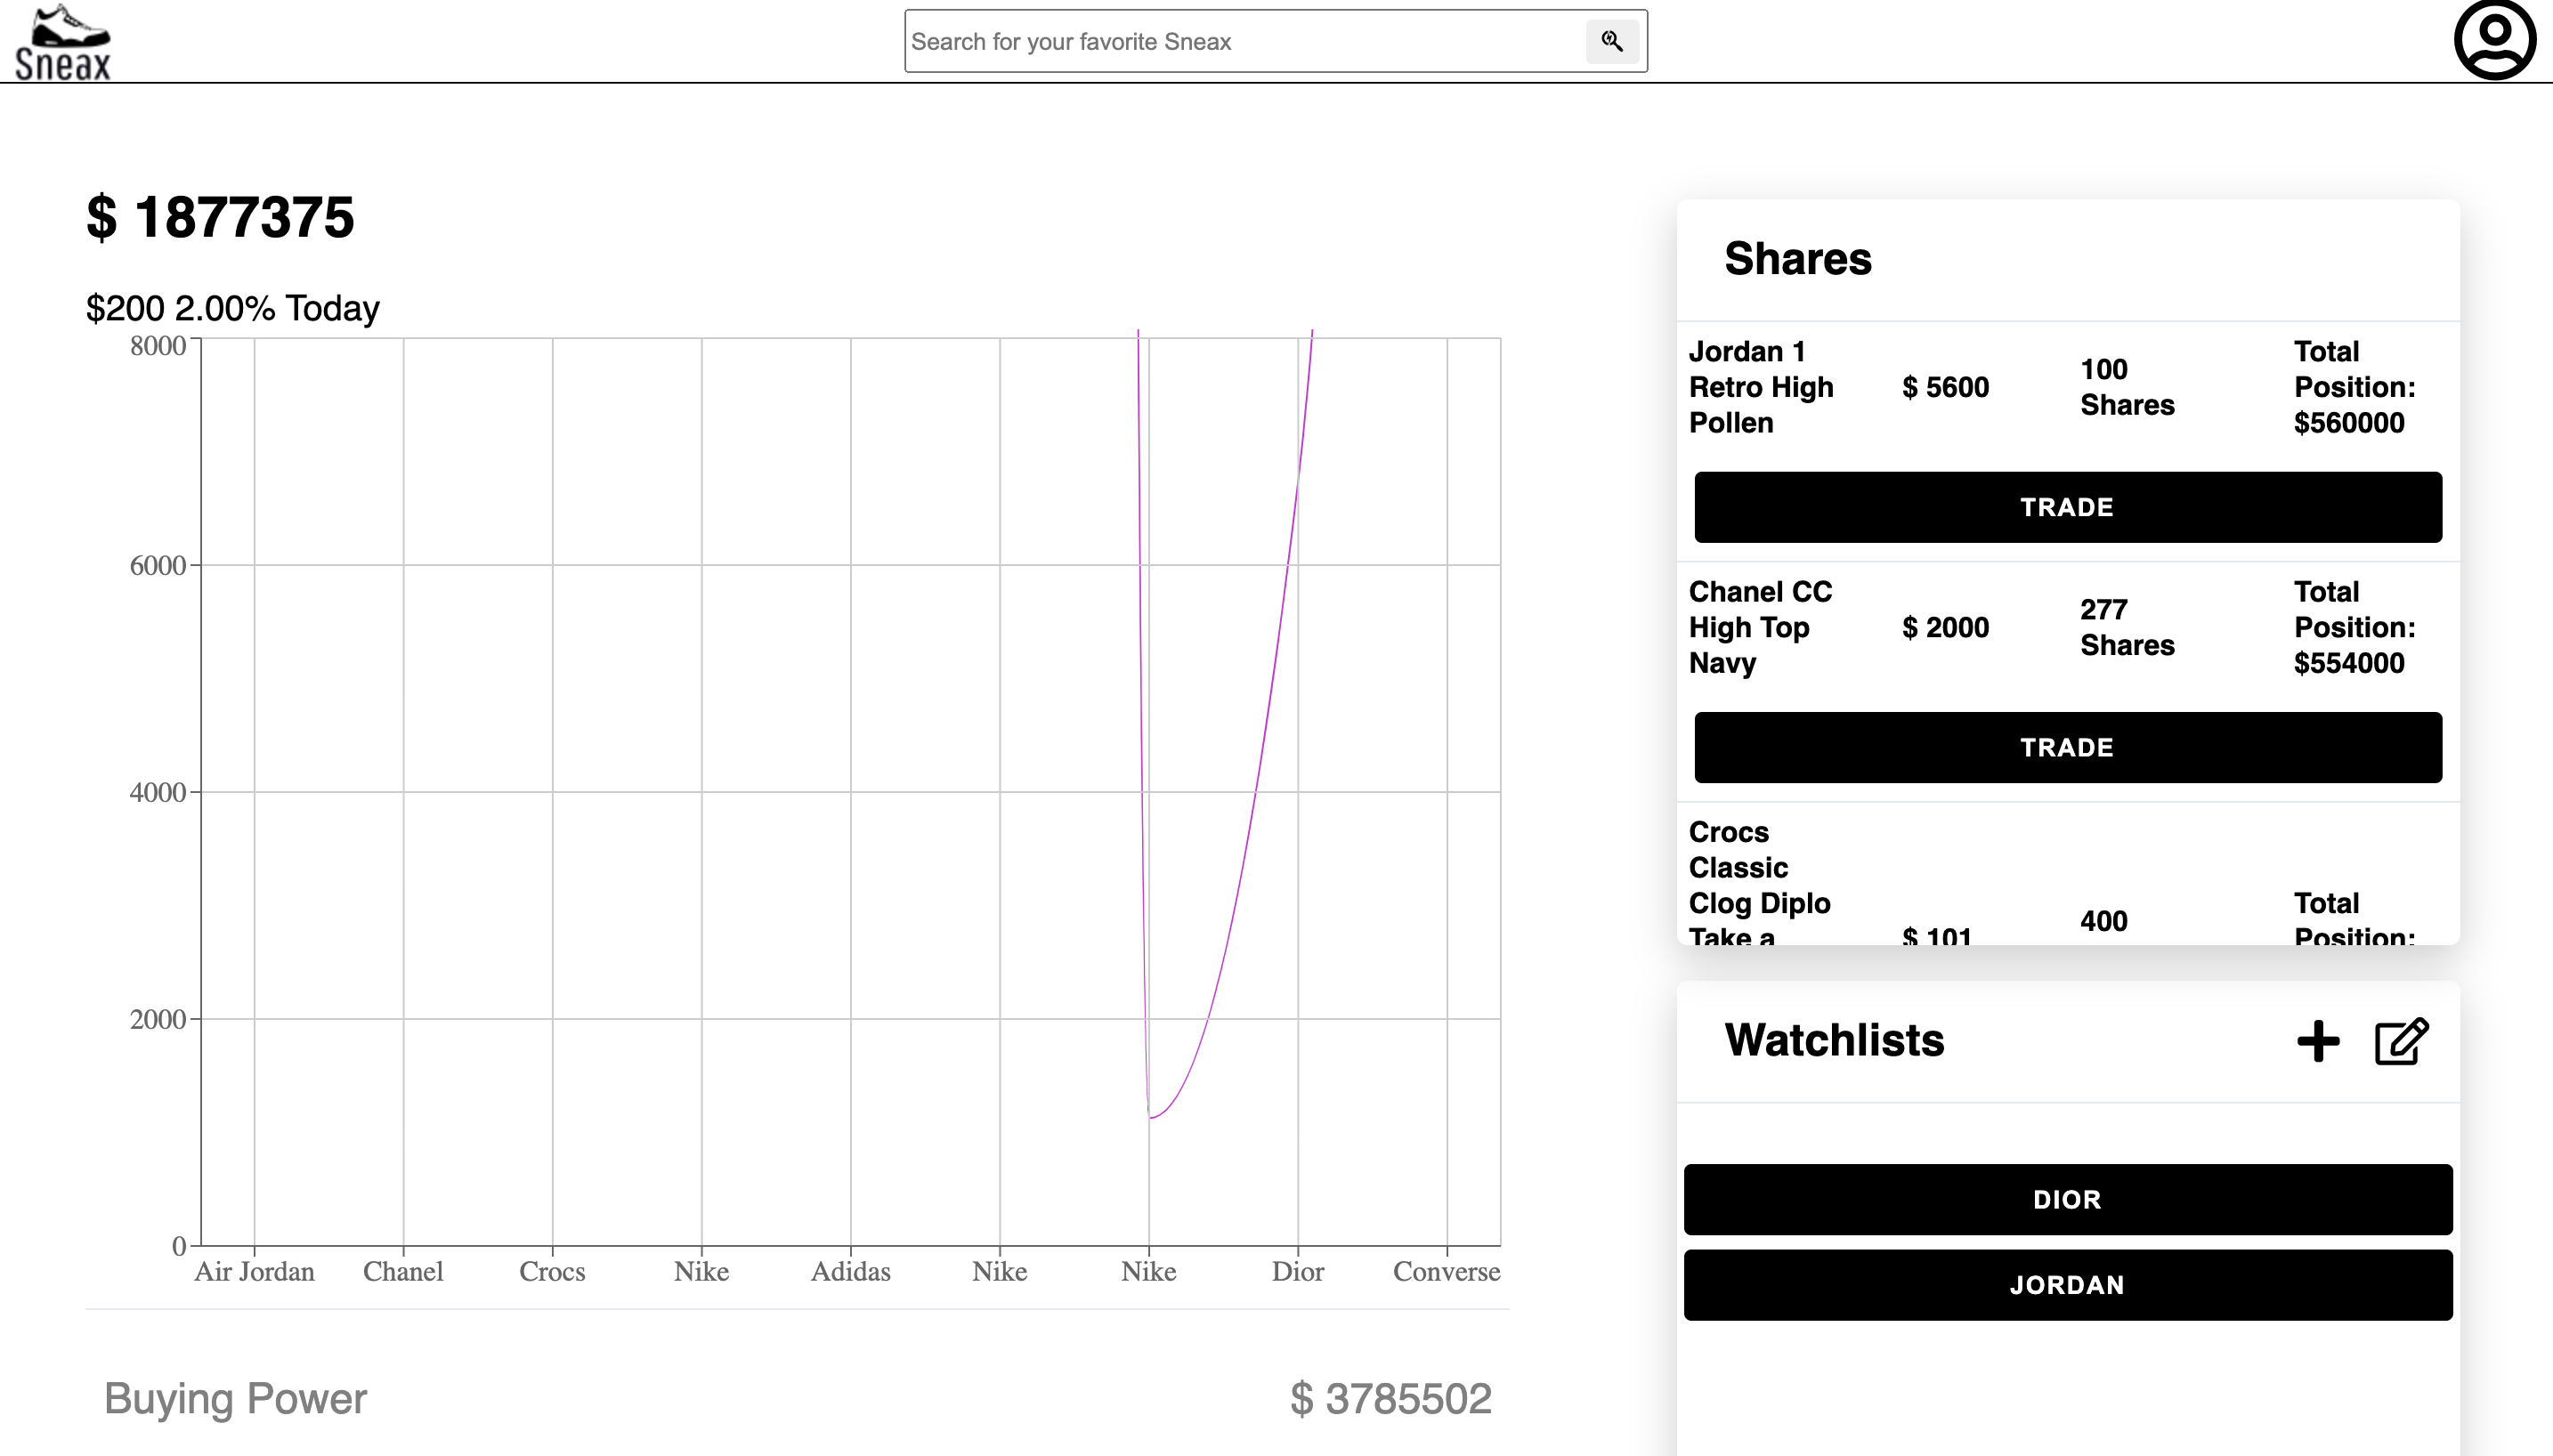 Sneax
Search for your favorite Sneax
$ 1877375
$200 2.00% Today
8000
6000
4000
2000
0
Air Jordan Chanel Crocs Nike Adidas Nike Nike Dior Converse
Buying Power $ 3785502
Shares
Jordan 1
Retro High
Pollen
$ 5600
100
Shares
Total
Position:
$560000
TRADE
Chanel CC
High Top
Navy
$ 2000
277
Shares
Total
Position:
$554000
TRADE
Crocs
Classic
Clog Diplo
Take a
$ 101
400
Total
Position:
Watchlists
DIOR
JORDAN